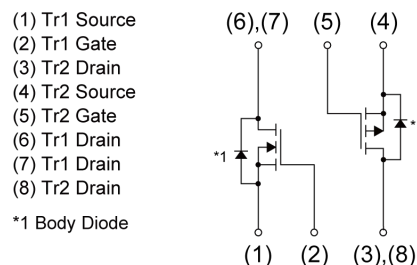 (1) Tr1 Source
(2) Tr1 Gate
(3) Tr2 Drain
(4) Tr2 Source
(5) Tr2 Gate
(6) Tr1 Drain
(7) Tr1 Drain
(8) Tr2 Drain
*1 Body Diode
(6),(7) (5) (4)
*1 *
(1) (2) (3),(8)